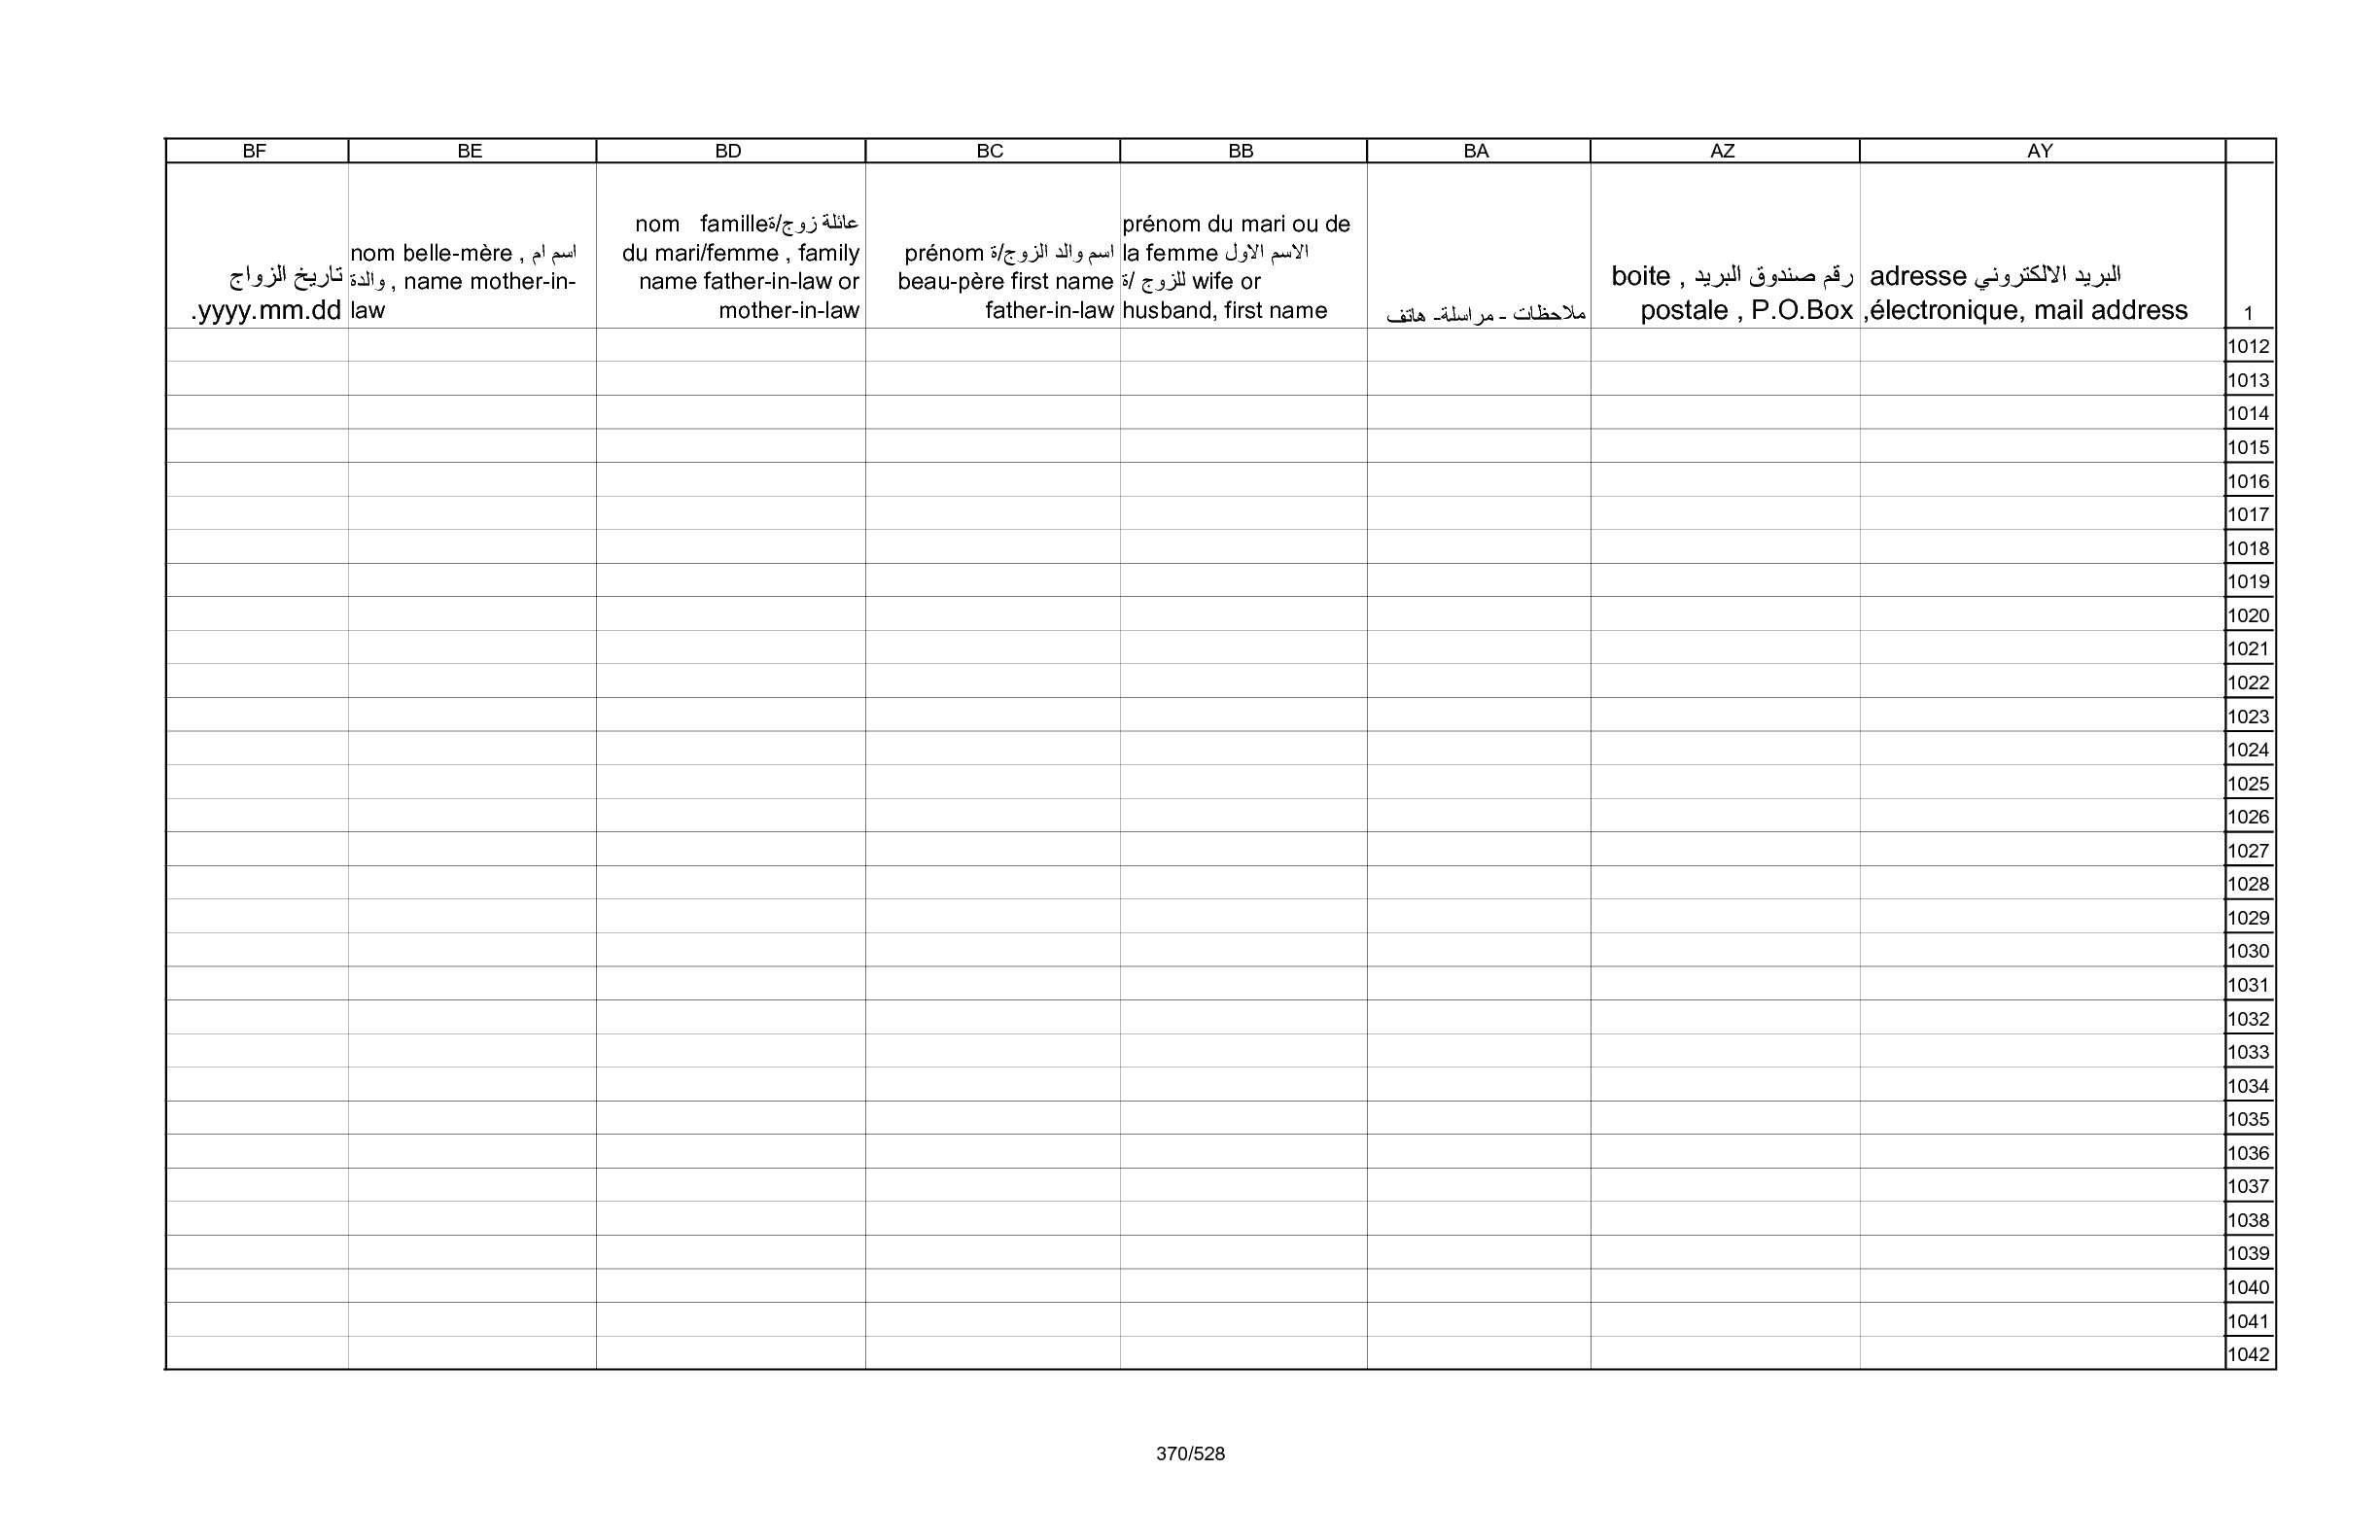 BF BE BD BC BB BA AZ AY
تاريخ الزواج
yyyy.mm.dd.
nom belle-mère , اسم ام
والدة , name mother-in-
law
nom famille عائلة زوج/ة
du mari/femme , family
name father-in-law or
mother-in-law
prénom اسم والد الزوج/ة
beau-père first name
father-in-law
prénom du mari ou de
la femme الاسم الاول
للزوج /ة wife or
husband, first name
ملاحظات - مراسلة- هاتف
boite , رقم صندوق البريد
postale , P.O.Box
adresse البريد الالكتروني
,électronique, mail address
1
1012
1013
1014
1015
1016
1017
1018
1019
1020
1021
1022
1023
1024
1025
1026
1027
1028
1029
1030
1031
1032
1033
1034
1035
1036
1037
1038
1039
1040
1041
1042
370/528